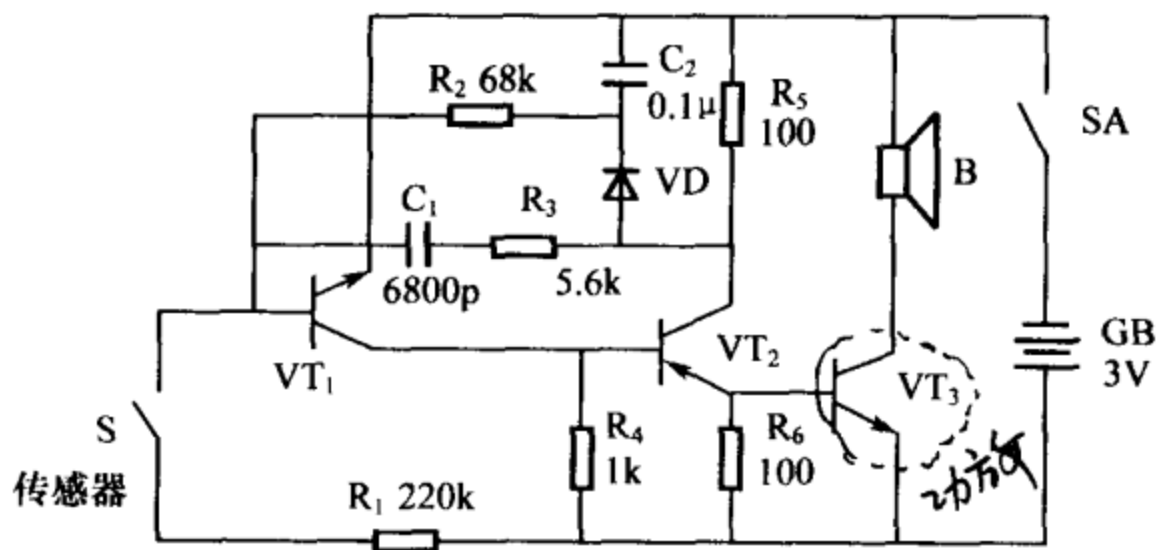 R₂ 68k
C₂
0.1μ
R₅
100
SA
VD
B
C₁
R₃
6800p
5.6k
VT₁
VT₂
VT₃
GB
3V
S
传感器
R₄
1k
R₆
100
R₁ 220k